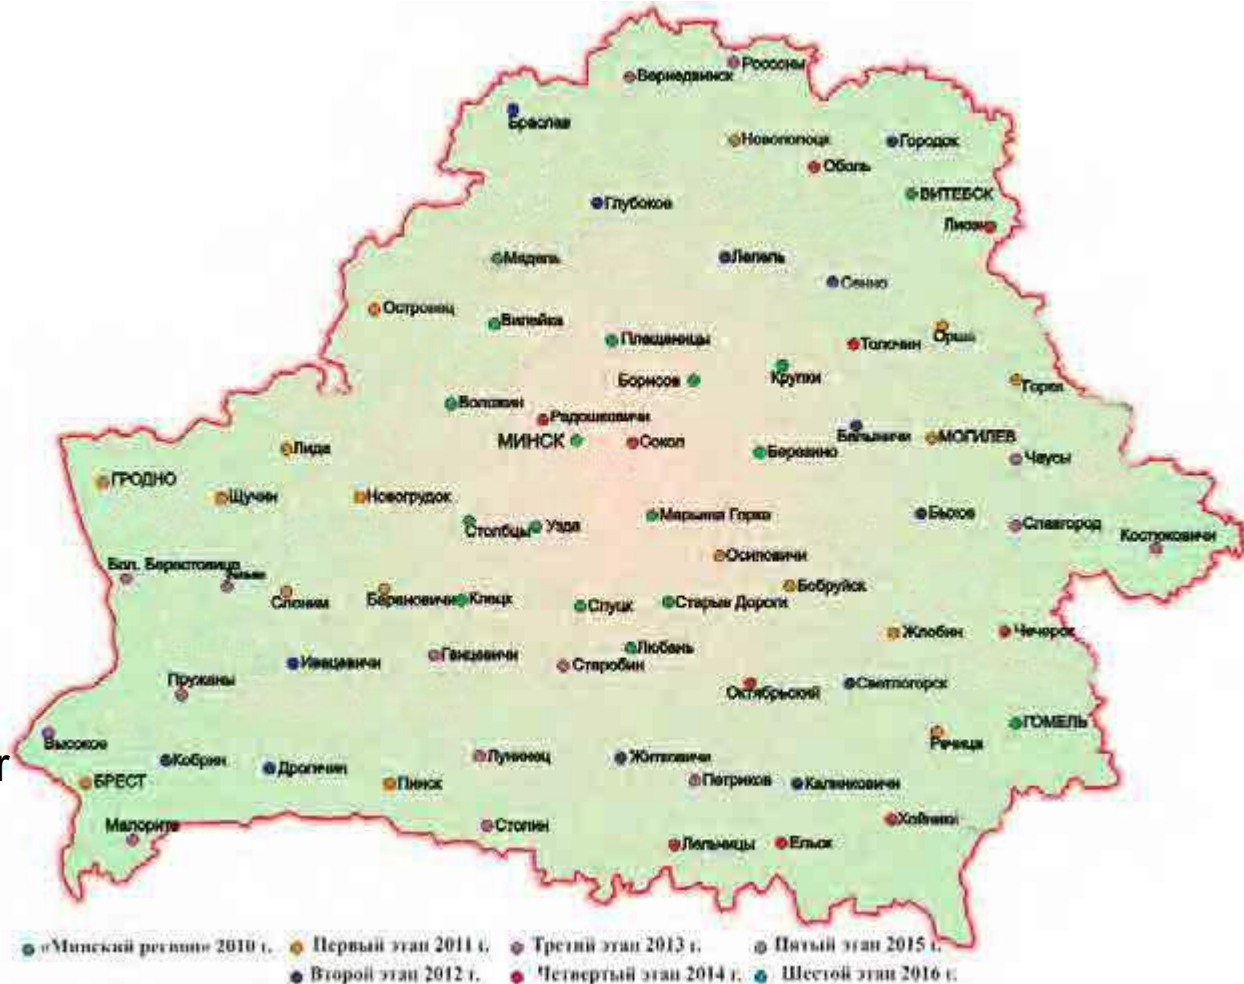 Россоны
Верхнедвинск
Браслав
Новополоцк
Городок
Оболь
ВИТЕБСК
Глубокое
Лиозно
Мядель
Лепель
Сенно
Островец
Вилейка
Плещеницы
Орша
Толочин
Борисов
Крупки
Горки
Воложин
Радошковичи
Белыничи
МОГИЛЕВ
МИНСК
Сокол
Березино
Лида
Чаусы
ГРОДНО
Щучин
Новогрудок
Марьина Горка
Быхов
Славгород
Столбцы
Узда
Костюковичи
Осиповичи
Бол. Берестовица
Бобруйск
Слоним
Барановичи
Клецк
Слуцк
Старые Дороги
Жлобин
Чечерск
Любань
Ганцевичи
Ивацевичи
Старобин
Пружаны
Октябрьский
Светлогорск
ГОМЕЛЬ
Высокое
Речица
Кобрин
Дрогичин
Лунинец
Житковичи
БРЕСТ
Пинск
Петриков
Калинковичи
Малорита
Столин
Хойники
Лельчицы
Ельск
r
«Минский регион» 2010 г.
Первый этап 2011 г.
Третий этап 2013 г.
Пятый этап 2015 г.
Второй этап 2012 г.
Четвертый этап 2014 г.
Шестой этап 2016 г.